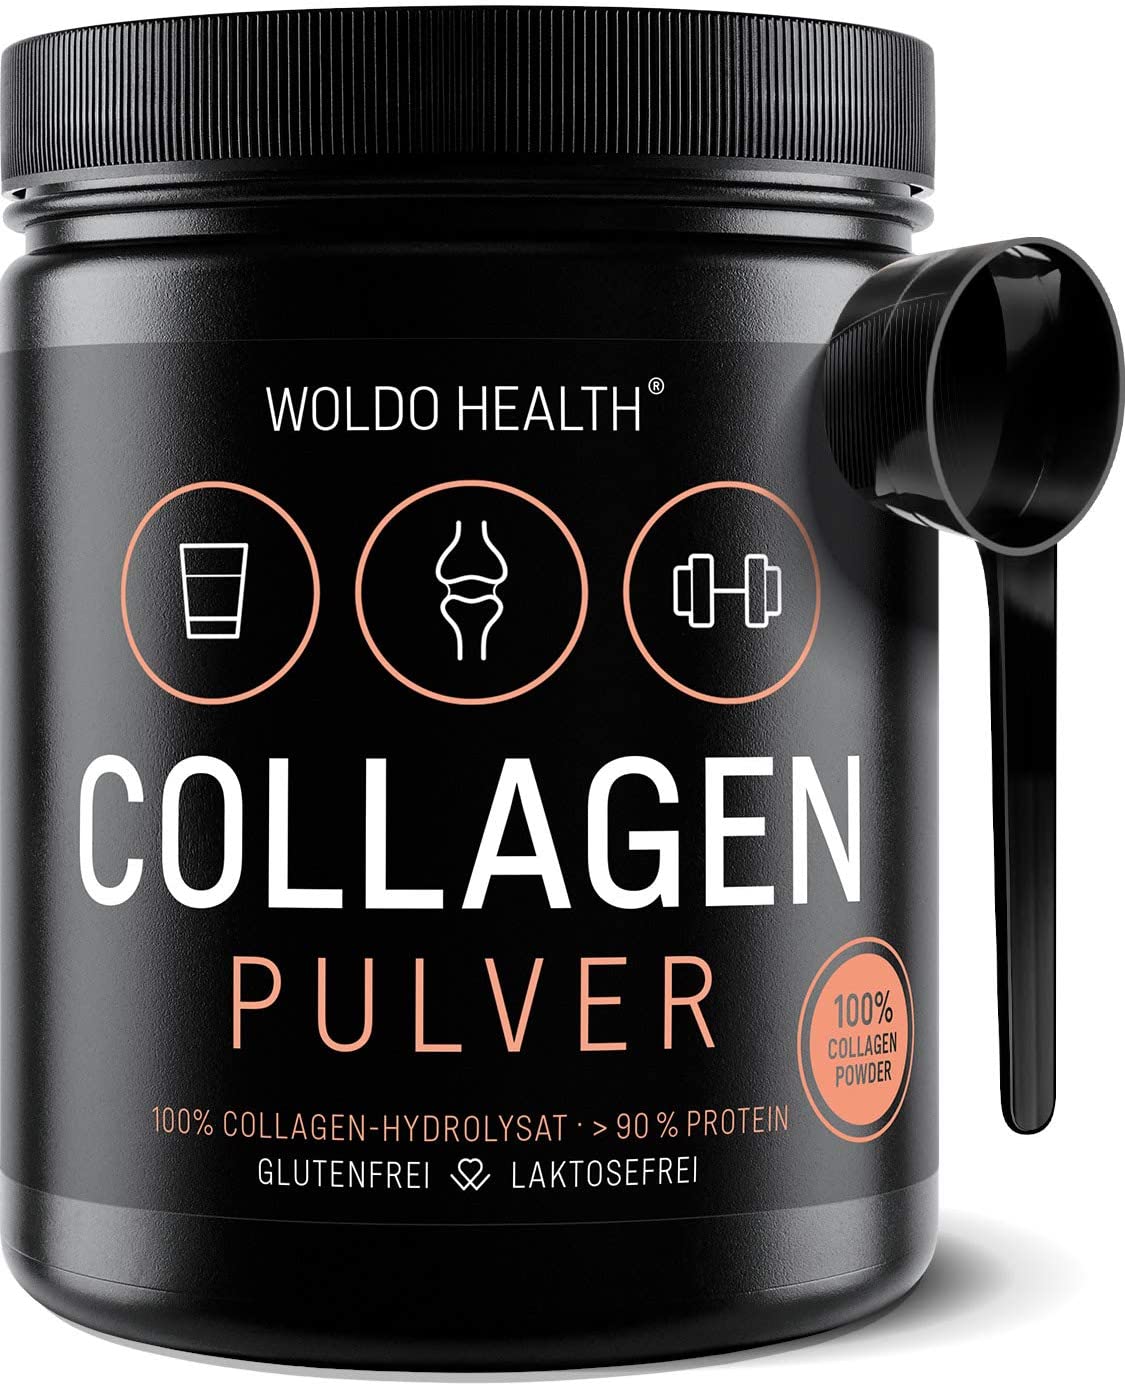 WOLDO HEALTH®
COLLAGEN
PULVER
100%
COLLAGEN
POWDER
100% COLLAGEN-HYDROLYSAT · > 90 % PROTEIN
GLUTENFREI LAKTOSEFREI